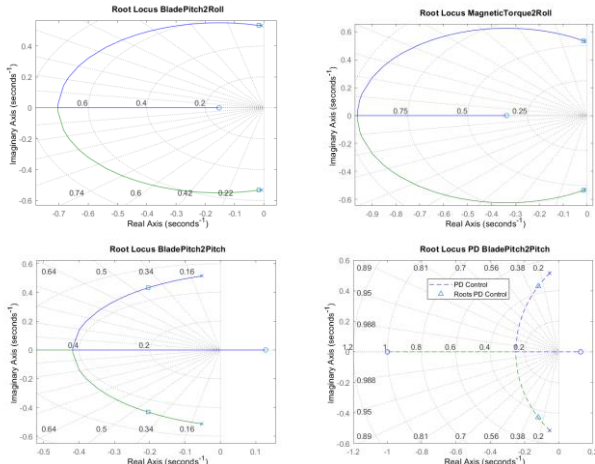 Root Locus BladePitch2Roll
Imaginary Axis (seconds⁻¹)
0.4
0.2
0
-0.2
-0.4
-0.6
0.6 0.4 0.2
0.74 0.6 0.42 0.22
-0.7 -0.6 -0.5 -0.4 -0.3 -0.2 -0.1 0
Real Axis (seconds⁻¹)
Root Locus MagneticTorque2Roll
Imaginary Axis (seconds⁻¹)
0.6
0.4
0.2
0
-0.2
-0.4
-0.6
0.75 0.5 0.25
-0.9 -0.8 -0.7 -0.6 -0.5 -0.4 -0.3 -0.2 -0.1 0
Real Axis (seconds⁻¹)
Root Locus BladePitch2Pitch
Imaginary Axis (seconds⁻¹)
0.6
0.4
0.2
0
-0.2
-0.4
-0.6
0.64 0.5 0.34 0.16
0.4 0.2
0.64 0.5 0.34 0.16
-0.5 -0.4 -0.3 -0.2 -0.1 0 0.1
Real Axis (seconds⁻¹)
Root Locus PD BladePitch2Pitch
Imaginary Axis (seconds⁻¹)
0.6
0.4
0.2
0
-0.2
-0.4
-0.6
0.89 0.81 0.7 0.56 0.38 0.2
PD Control
Roots PD Control
0.95
0.988
1.2 1 0.8 0.6 0.4 0.2
0.988
0.95
0.89 0.81 0.7 0.56 0.38 0.2
-1.2 -1 -0.8 -0.6 -0.4 -0.2 0 0.2
Real Axis (seconds⁻¹)